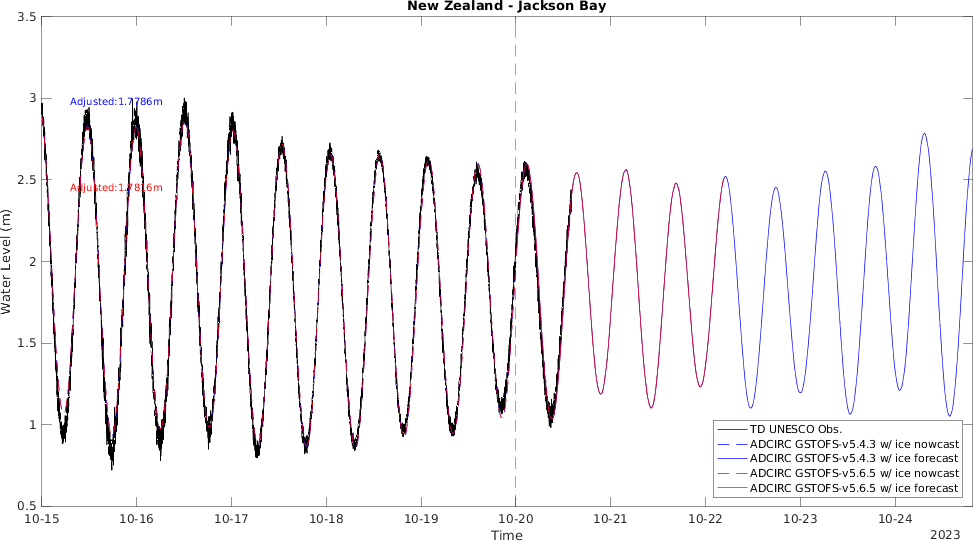 New Zealand - Jackson Bay
3.5
3
2.5
2
1.5
1
0.5
Water Level (m)
Adjusted:1.7786m
Adjusted:1.7816m
TD UNESCO Obs.
ADCIRC GSTOFS-v5.4.3 w/ ice nowcast
ADCIRC GSTOFS-v5.4.3 w/ ice forecast
ADCIRC GSTOFS-v5.6.5 w/ ice nowcast
ADCIRC GSTOFS-v5.6.5 w/ ice forecast
10-15 10-16 10-17 10-18 10-19 10-20 10-21 10-22 10-23 10-24
Time
2023